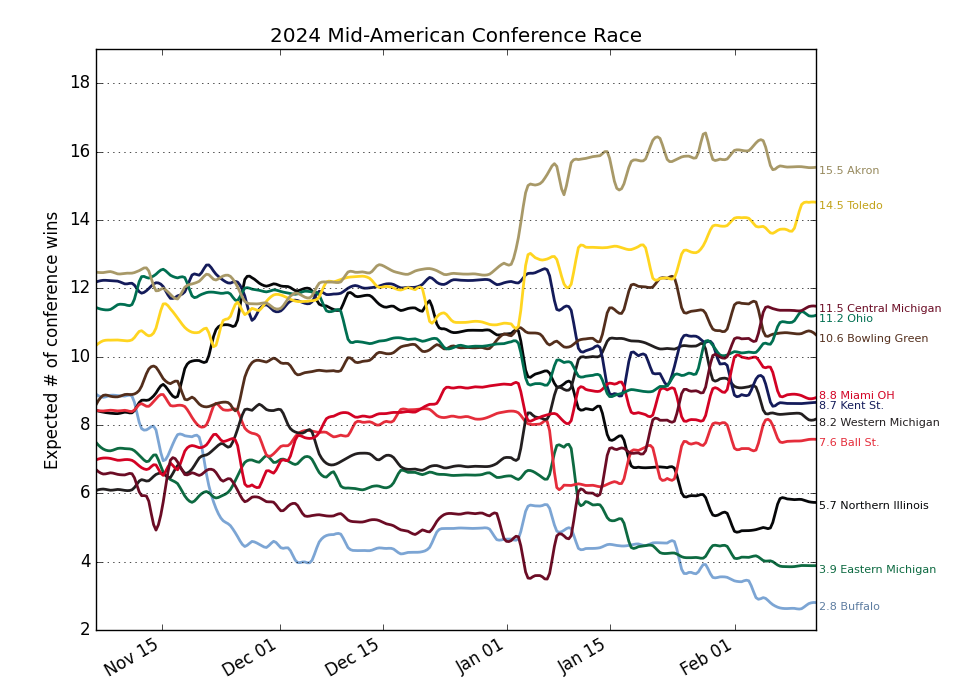 2024 Mid-American Conference Race
Expected # of conference wins
18
16
14
12
10
8
6
4
2
Nov 15
Dec 01
Dec 15
Jan 01
Jan 15
Feb 01
15.5 Akron
14.5 Toledo
11.5 Central Michigan
11.2 Ohio
10.6 Bowling Green
8.8 Miami OH
8.7 Kent St.
8.2 Western Michigan
7.6 Ball St.
5.7 Northern Illinois
3.9 Eastern Michigan
2.8 Buffalo